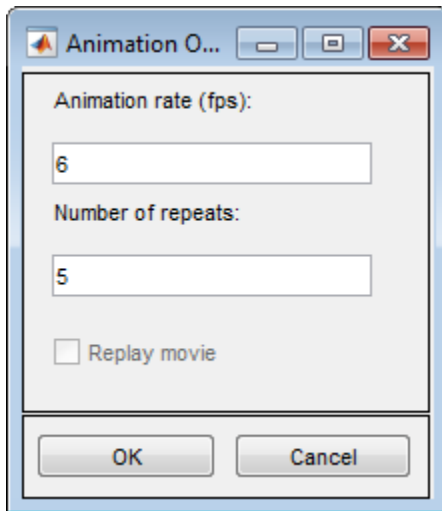 Animation O...
Animation rate (fps):
6
Number of repeats:
5
Replay movie
OK Cancel